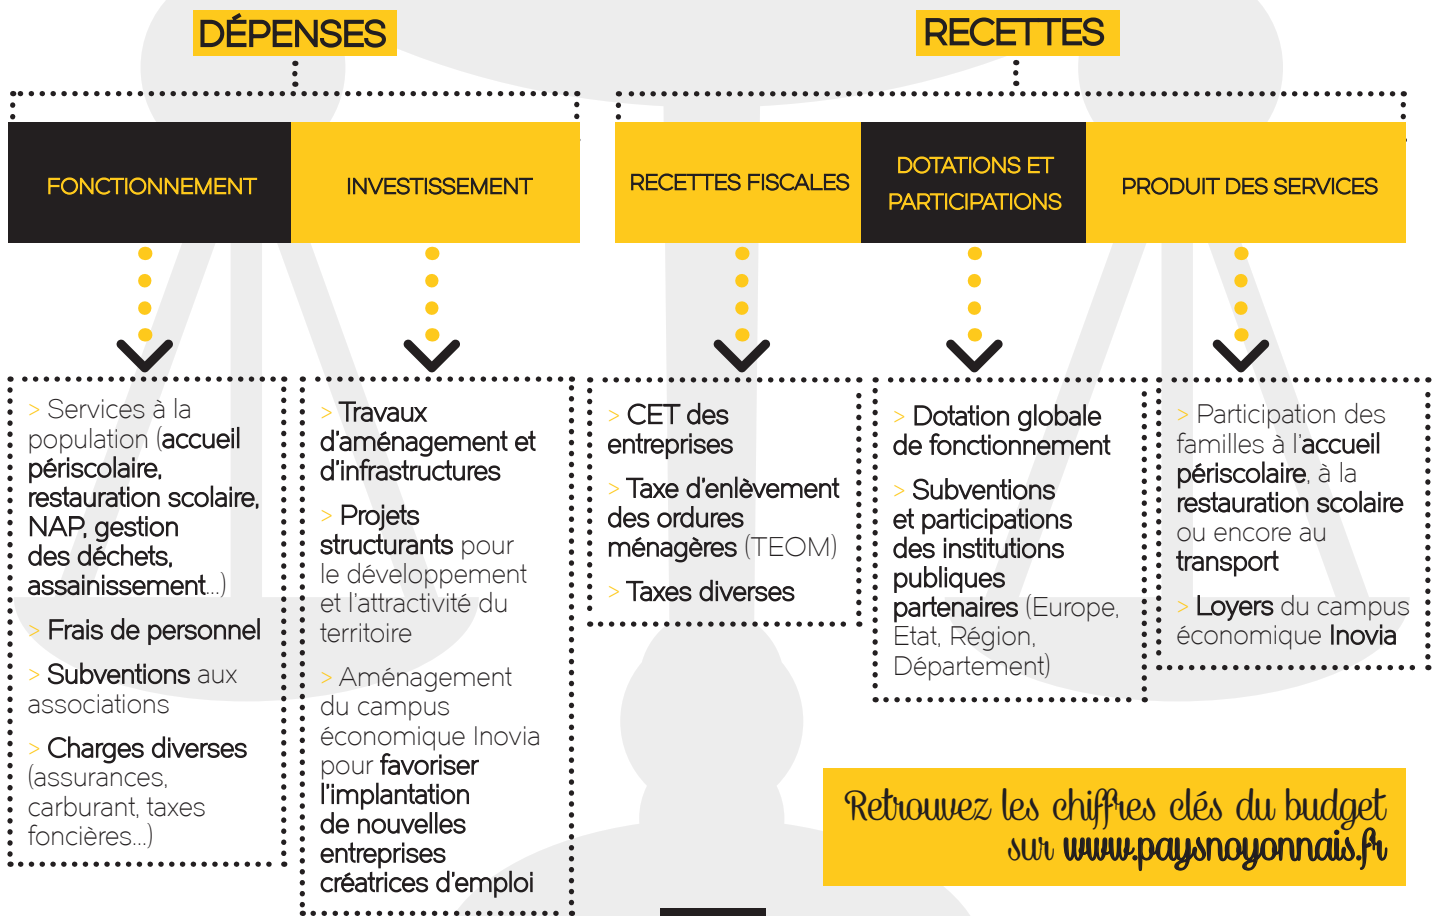 DÉPENSES
FONCTIONNEMENT
INVESTISSEMENT
> Services à la
population (accueil
périscolaire,
restauration scolaire,
NAP, gestion
des déchets,
assainissement...)
> Frais de personnel
> Subventions aux
associations
> Charges diverses
(assurances,
carburant, taxes
foncières...)
> Travaux
d'aménagement et
d'infrastructures
> Projets
structurants pour
le développement
et l'attractivité du
territoire
> Aménagement
du campus
économique Inovia
pour favoriser
l'implantation
de nouvelles
entreprises
créatrices d'emploi
RECETTES
RECETTES FISCALES
DOTATIONS ET
PARTICIPATIONS
PRODUIT DES SERVICES
> CET des
entreprises
> Taxe d'enlèvement
des ordures
ménagères (TEOM)
> Taxes diverses
> Dotation globale
de fonctionnement
> Subventions
et participations
des institutions
publiques
partenaires (Europe,
Etat, Région,
Département)
> Participation des
familles à l'accueil
périscolaire, à la
restauration scolaire
ou encore au
transport
> Loyers du campus
économique Inovia
Retrouvez les chiffres clés du budget
sur www.paysnoyonnais.fr